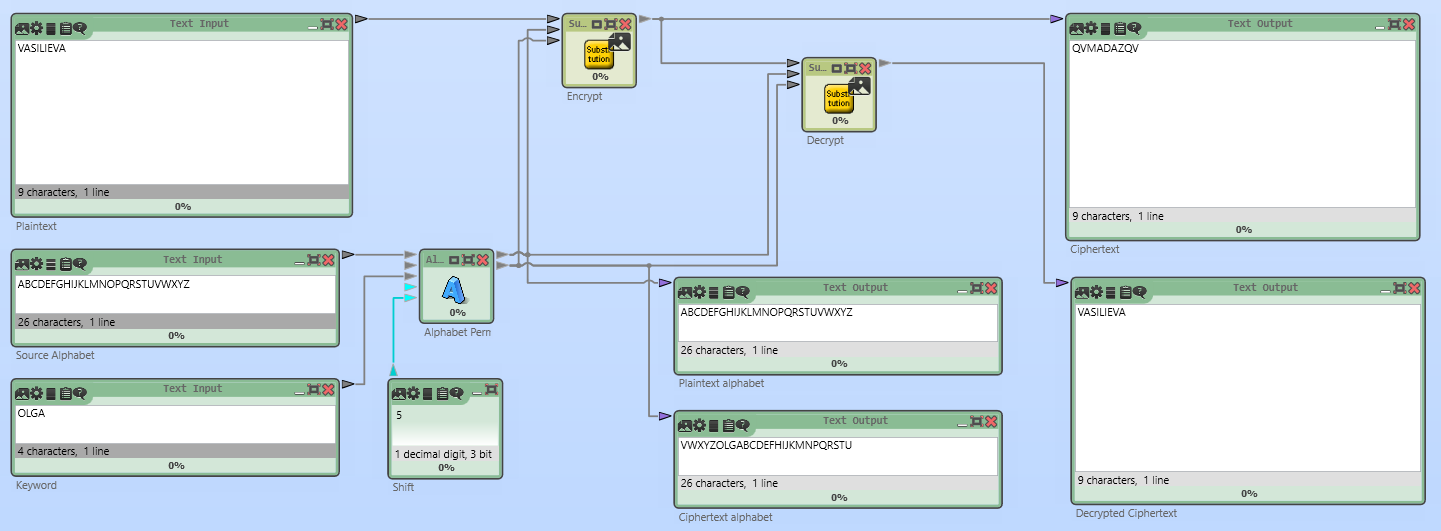 Text Input
VASILIEVA
9 characters, 1 line
0%
Plaintext
Su...
Substi
tution
0%
Encrypt
Su...
Substi
tution
0%
Decrypt
Text Output
QVMADAZQV
9 characters, 1 line
0%
Ciphertext
Text Input
ABCDEFGHIJKLMNOPQRSTUVWXYZ
26 characters, 1 line
0%
Source Alphabet
Al...
0%
Alphabet Perm
Text Output
ABCDEFGHIJKLMNOPQRSTUVWXYZ
26 characters, 1 line
0%
Plaintext alphabet
Text Output
VASILIEVA
9 characters, 1 line
0%
Decrypted Ciphertext
Text Input
OLGA
4 characters, 1 line
0%
Keyword
5
1 decimal digit, 3 bit
0%
Shift
Text Output
VWXYZOLGABCDEFHIJKMNPQRSTU
26 characters, 1 line
0%
Ciphertext alphabet